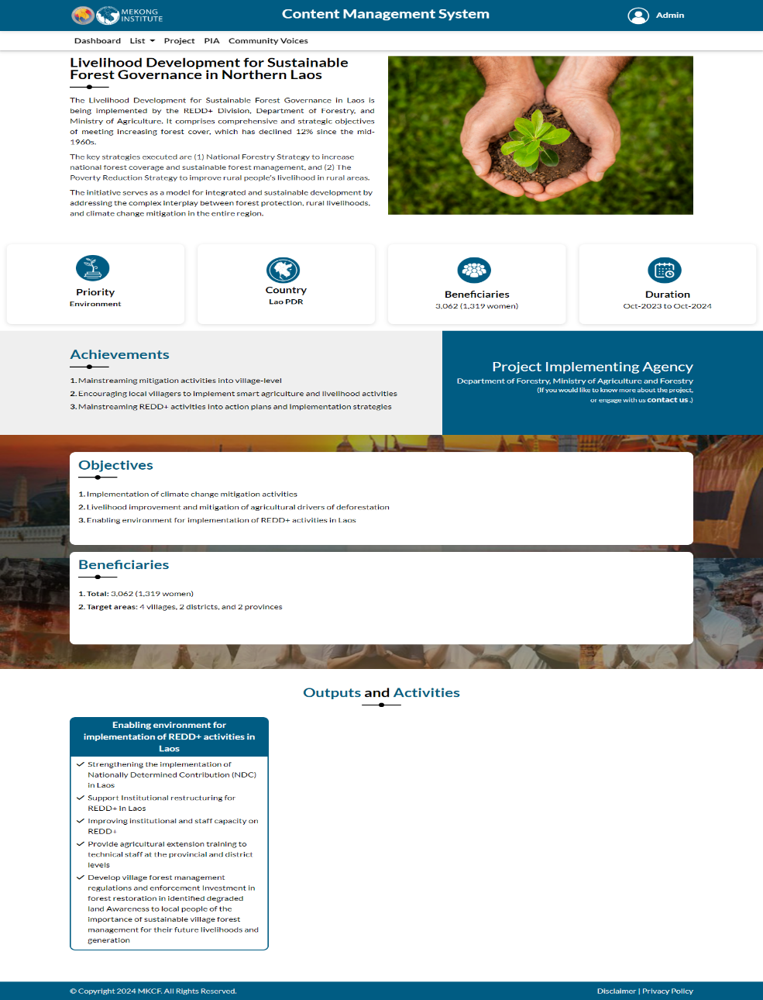 MEKONG
INSTITUTE
Content Management System
Admin
Dashboard List Project PIA Community Voices
Livelihood Development for Sustainable
Forest Governance in Northern Laos
The Livelihood Development for Sustainable Forest Governance in Laos is
being implemented by the REDD+ Division, Department of Forestry, and
Ministry of Agriculture. It comprises comprehensive and strategic objectives
of meeting increasing forest cover, which has declined 12% since the mid-
1960s.
The key strategies executed are (1) National Forestry Strategy to increase
national forest coverage and sustainable forest management, and (2) The
Poverty Reduction Strategy to improve rural people's livelihood in rural areas.
The initiative serves as a model for integrated and sustainable development by
addressing the complex interplay between forest protection, rural livelihoods,
and climate change mitigation in the entire region.
Priority
Environment
Country
Lao PDR
Beneficiaries
3,062 (1,319 women)
Duration
Oct-2023 to Oct-2024
Achievements
1. Mainstreaming mitigation activities into village-level
2. Encouraging local villagers to implement smart agriculture and livelihood activities
3. Mainstreaming REDD+ activities into action plans and implementation strategies
Project Implementing Agency
Department of Forestry, Ministry of Agriculture and Forestry
(If you would like to know more about the project,
or engage with us contact us .)
Objectives
1. Implementation of climate change mitigation activities
2. Livelihood improvement and mitigation of agricultural drivers of deforestation
3. Enabling environment for implementation of REDD+ activities in Laos
Beneficiaries
1. Total: 3,062 (1,319 women)
2. Target areas: 4 villages, 2 districts, and 2 provinces
Outputs and Activities
Enabling environment for
implementation of REDD+ activities in
Laos
Strengthening the implementation of
Nationally Determined Contribution (NDC)
in Laos
Support Institutional restructuring for
REDD+ in Laos
Improving institutional and staff capacity on
REDD+
Provide agricultural extension training to
technical staff at the provincial and district
levels
Develop village forest management
regulations and enforcement Investment in
forest restoration in identified degraded
land Awareness to local people of the
importance of sustainable village forest
management for their future livelihoods and
generation
© Copyright 2024 MKCF. All Rights Reserved.
Disclaimer | Privacy Policy